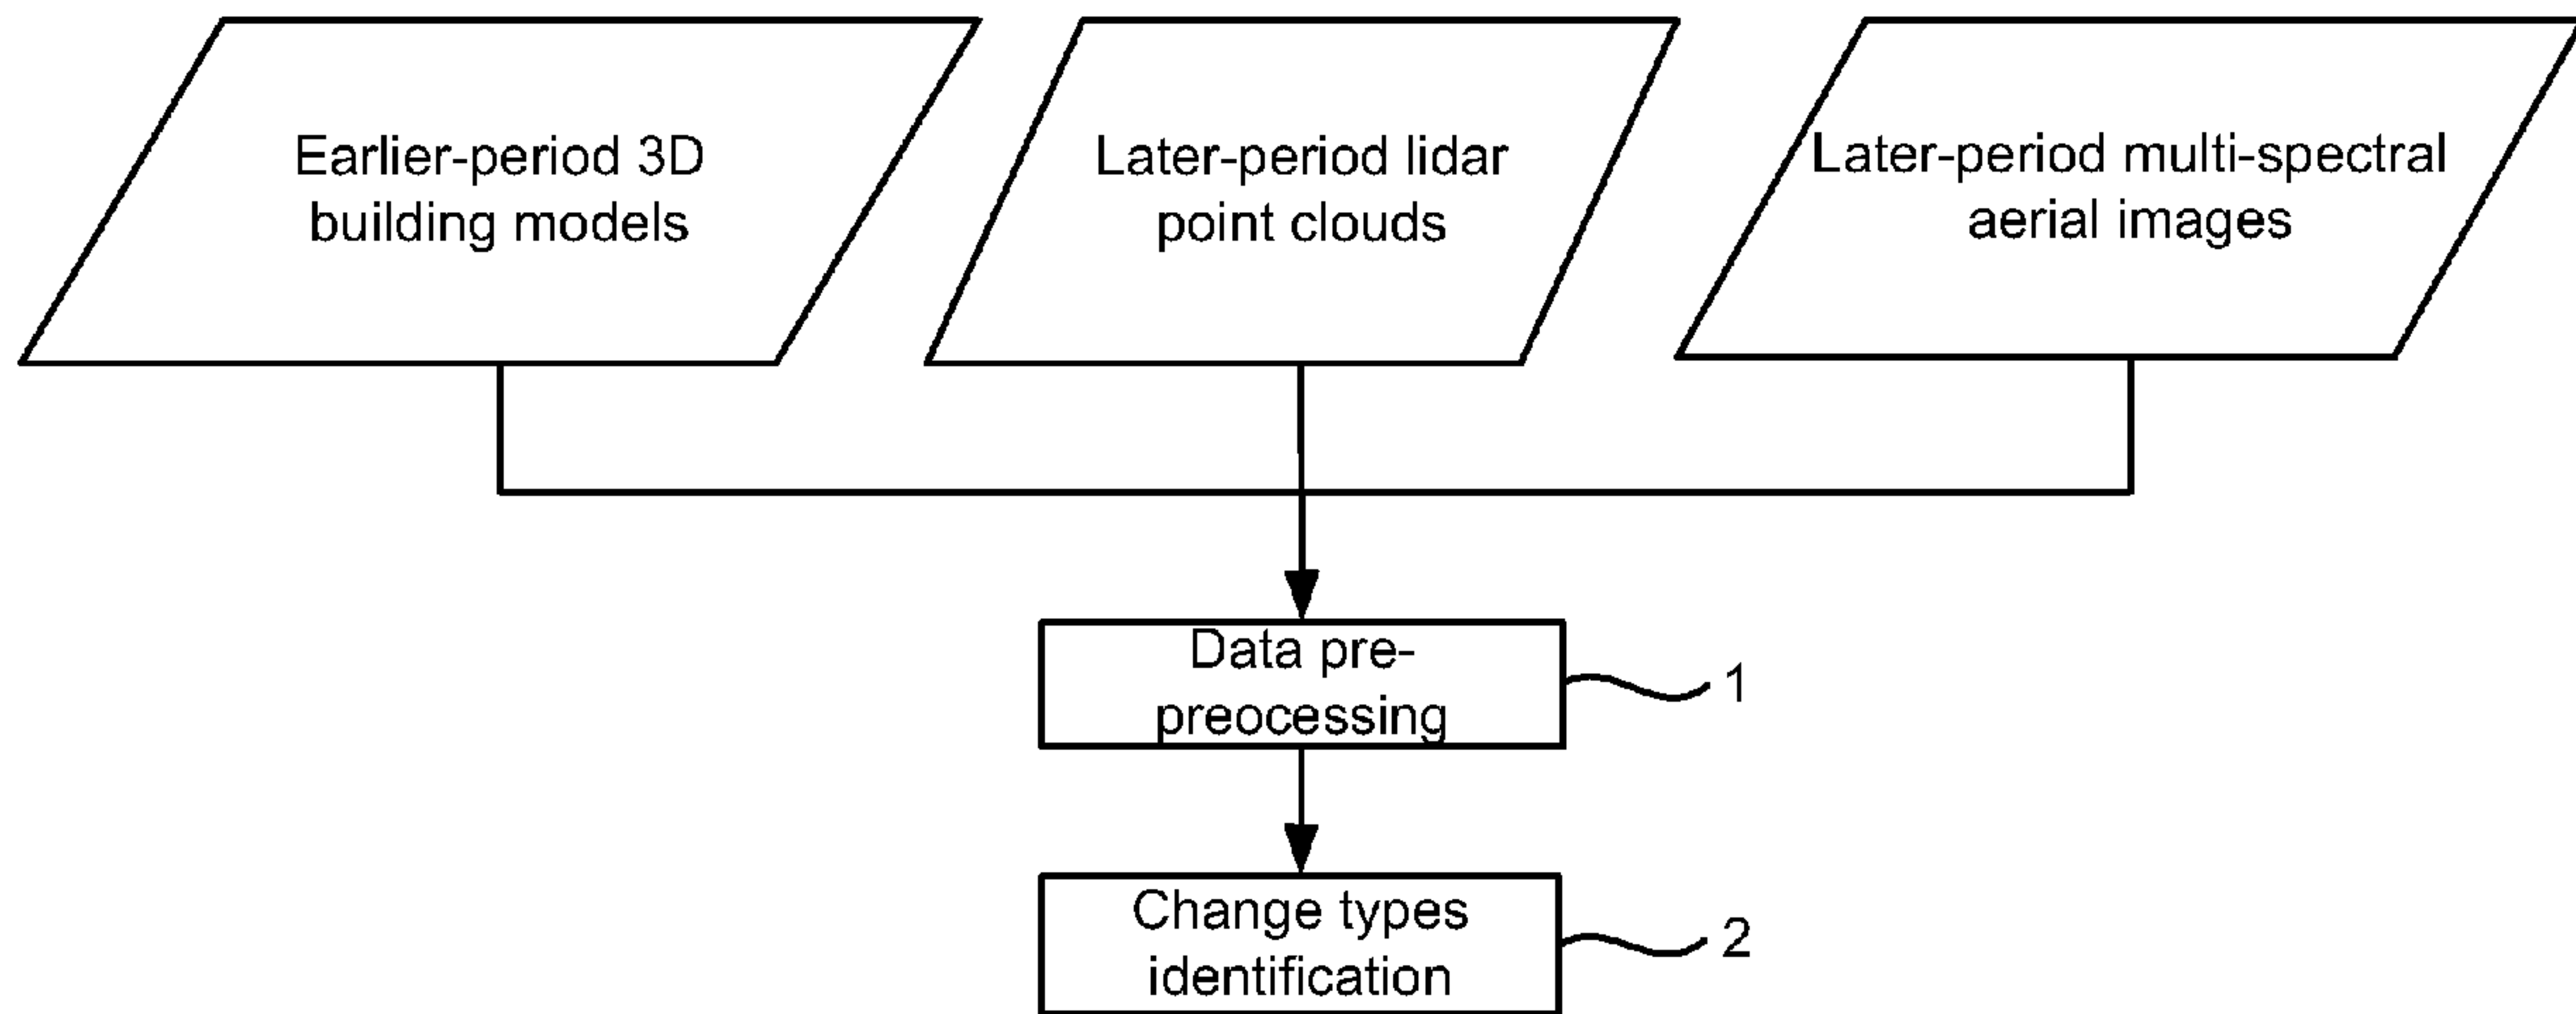 Earlier-period 3D
building models
Later-period lidar
point clouds
Later-period multi-spectral
aerial images
Data pre-
preocessing
1
Change types
identification
2